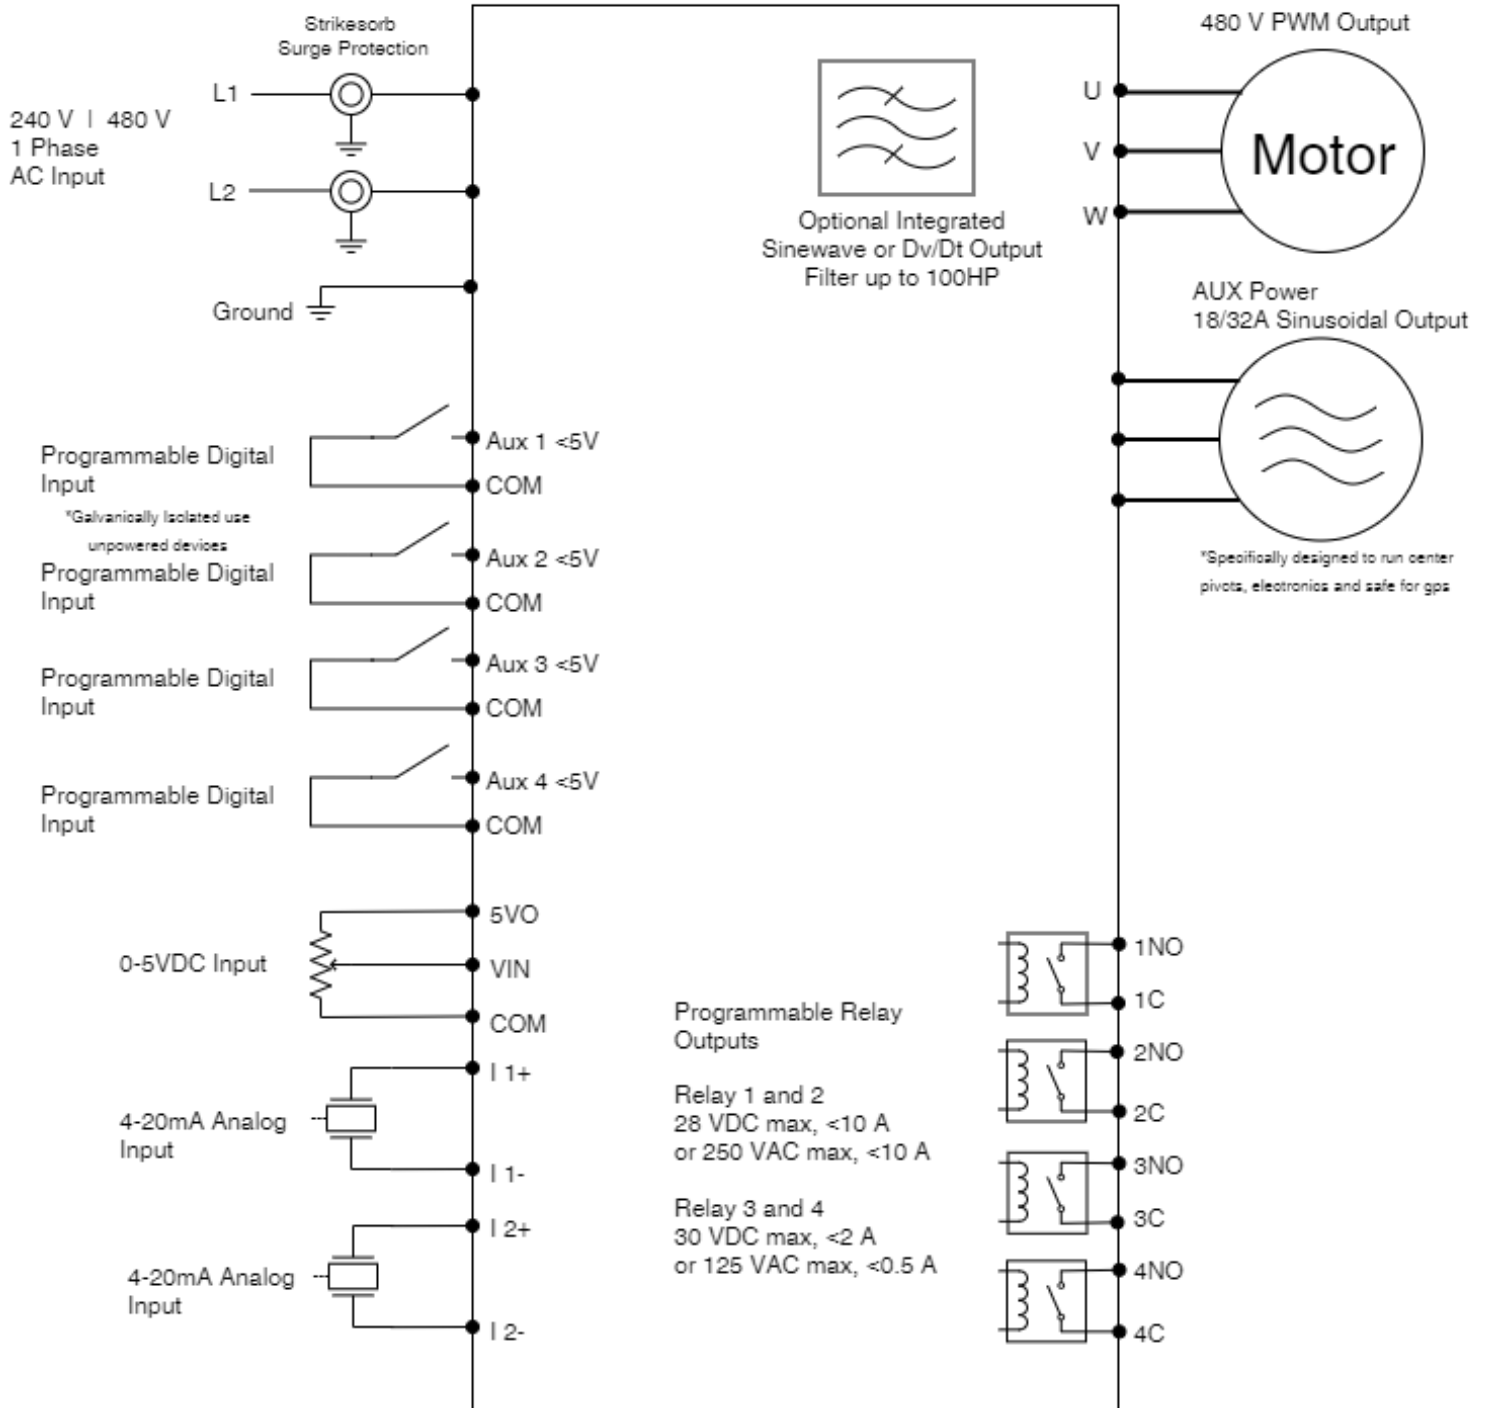 Strikesorb
Surge Protection
L1
240 V | 480 V
1 Phase
AC Input
L2
Ground
Optional Integrated
Sinewave or Dv/Dt Output
Filter up to 100HP
480 V PWM Output
U
V
W
Motor
AUX Power
18/32A Sinusoidal Output
*Specifically designed to run center
pivots, electronics and safe for gps
Programmable Digital
Input
Aux 1 <5V
COM
*Galvanically Isolated use
unpowered devices
Programmable Digital
Input
Aux 2 <5V
COM
Programmable Digital
Input
Aux 3 <5V
COM
Programmable Digital
Input
Aux 4 <5V
COM
0-5VDC Input
5VO
VIN
COM
4-20mA Analog
Input
I 1+
I 1-
4-20mA Analog
Input
I 2+
I 2-
Programmable Relay
Outputs
Relay 1 and 2
28 VDC max, <10 A
or 250 VAC max, <10 A
Relay 3 and 4
30 VDC max, <2 A
or 125 VAC max, <0.5 A
1NO
1C
2NO
2C
3NO
3C
4NO
4C